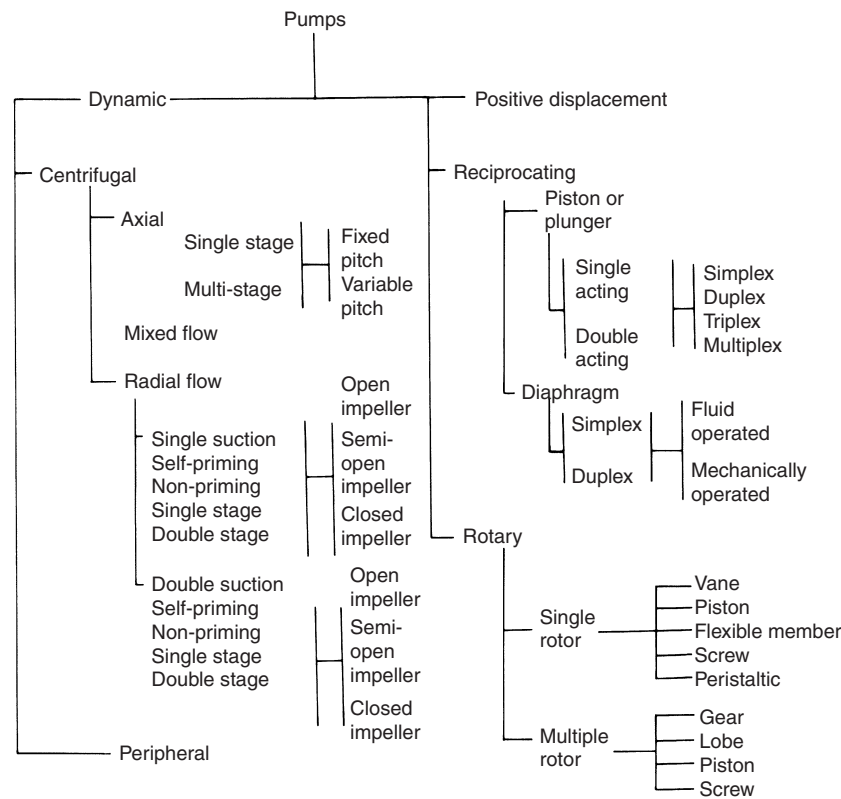 Pumps
Dynamic
Positive displacement
Centrifugal
Axial
Single stage
Multi-stage
Fixed
pitch
Variable
pitch
Mixed flow
Radial flow
Single suction
Self-priming
Non-priming
Single stage
Double stage
Open
impeller
Semi-
open
impeller
Closed
impeller
Double suction
Self-priming
Non-priming
Single stage
Double stage
Open
impeller
Semi-
open
impeller
Closed
impeller
Peripheral
Reciprocating
Piston or
plunger
Single
acting
Double
acting
Simplex
Duplex
Triplex
Multiplex
Diaphragm
Simplex
Duplex
Fluid
operated
Mechanically
operated
Rotary
Single
rotor
Vane
Piston
Flexible member
Screw
Peristaltic
Multiple
rotor
Gear
Lobe
Piston
Screw